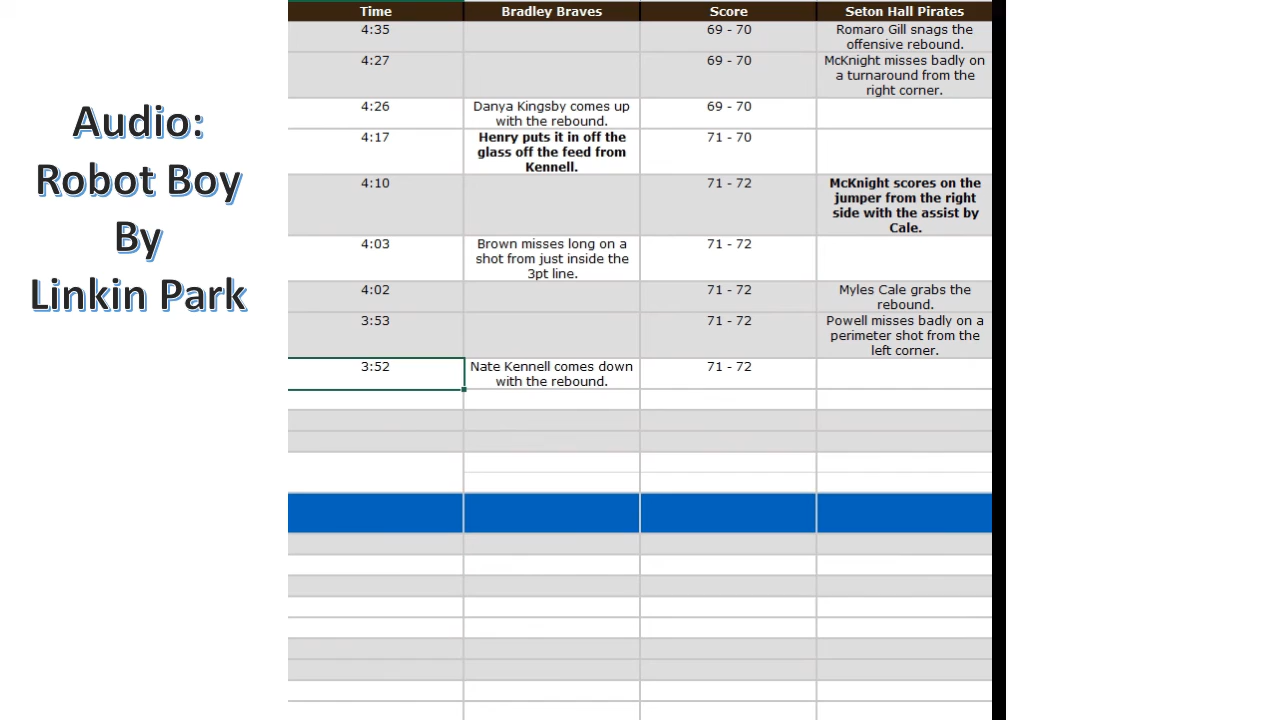 Audio:
Robot Boy
By
Linkin Park
Time Bradley Braves Score Seton Hall Pirates
4:35 69 - 70 Romaro Gill snags the
offensive rebound.
4:27 69 - 70 McKnight misses badly on
a turnaround from the
right corner.
4:26 Danya Kingsby comes up 69 - 70
with the rebound.
4:17 Henry puts it in off the 71 - 70
glass off the feed from
Kennell.
4:10 71 - 72 McKnight scores on the
jumper from the right
side with the assist by
Cale.
4:03 Brown misses long on a 71 - 72
shot from just inside the
3pt line.
4:02 71 - 72 Myles Cale grabs the
rebound.
3:53 71 - 72 Powell misses badly on a
perimeter shot from the
left corner.
3:52 Nate Kennell comes down 71 - 72
with the rebound.